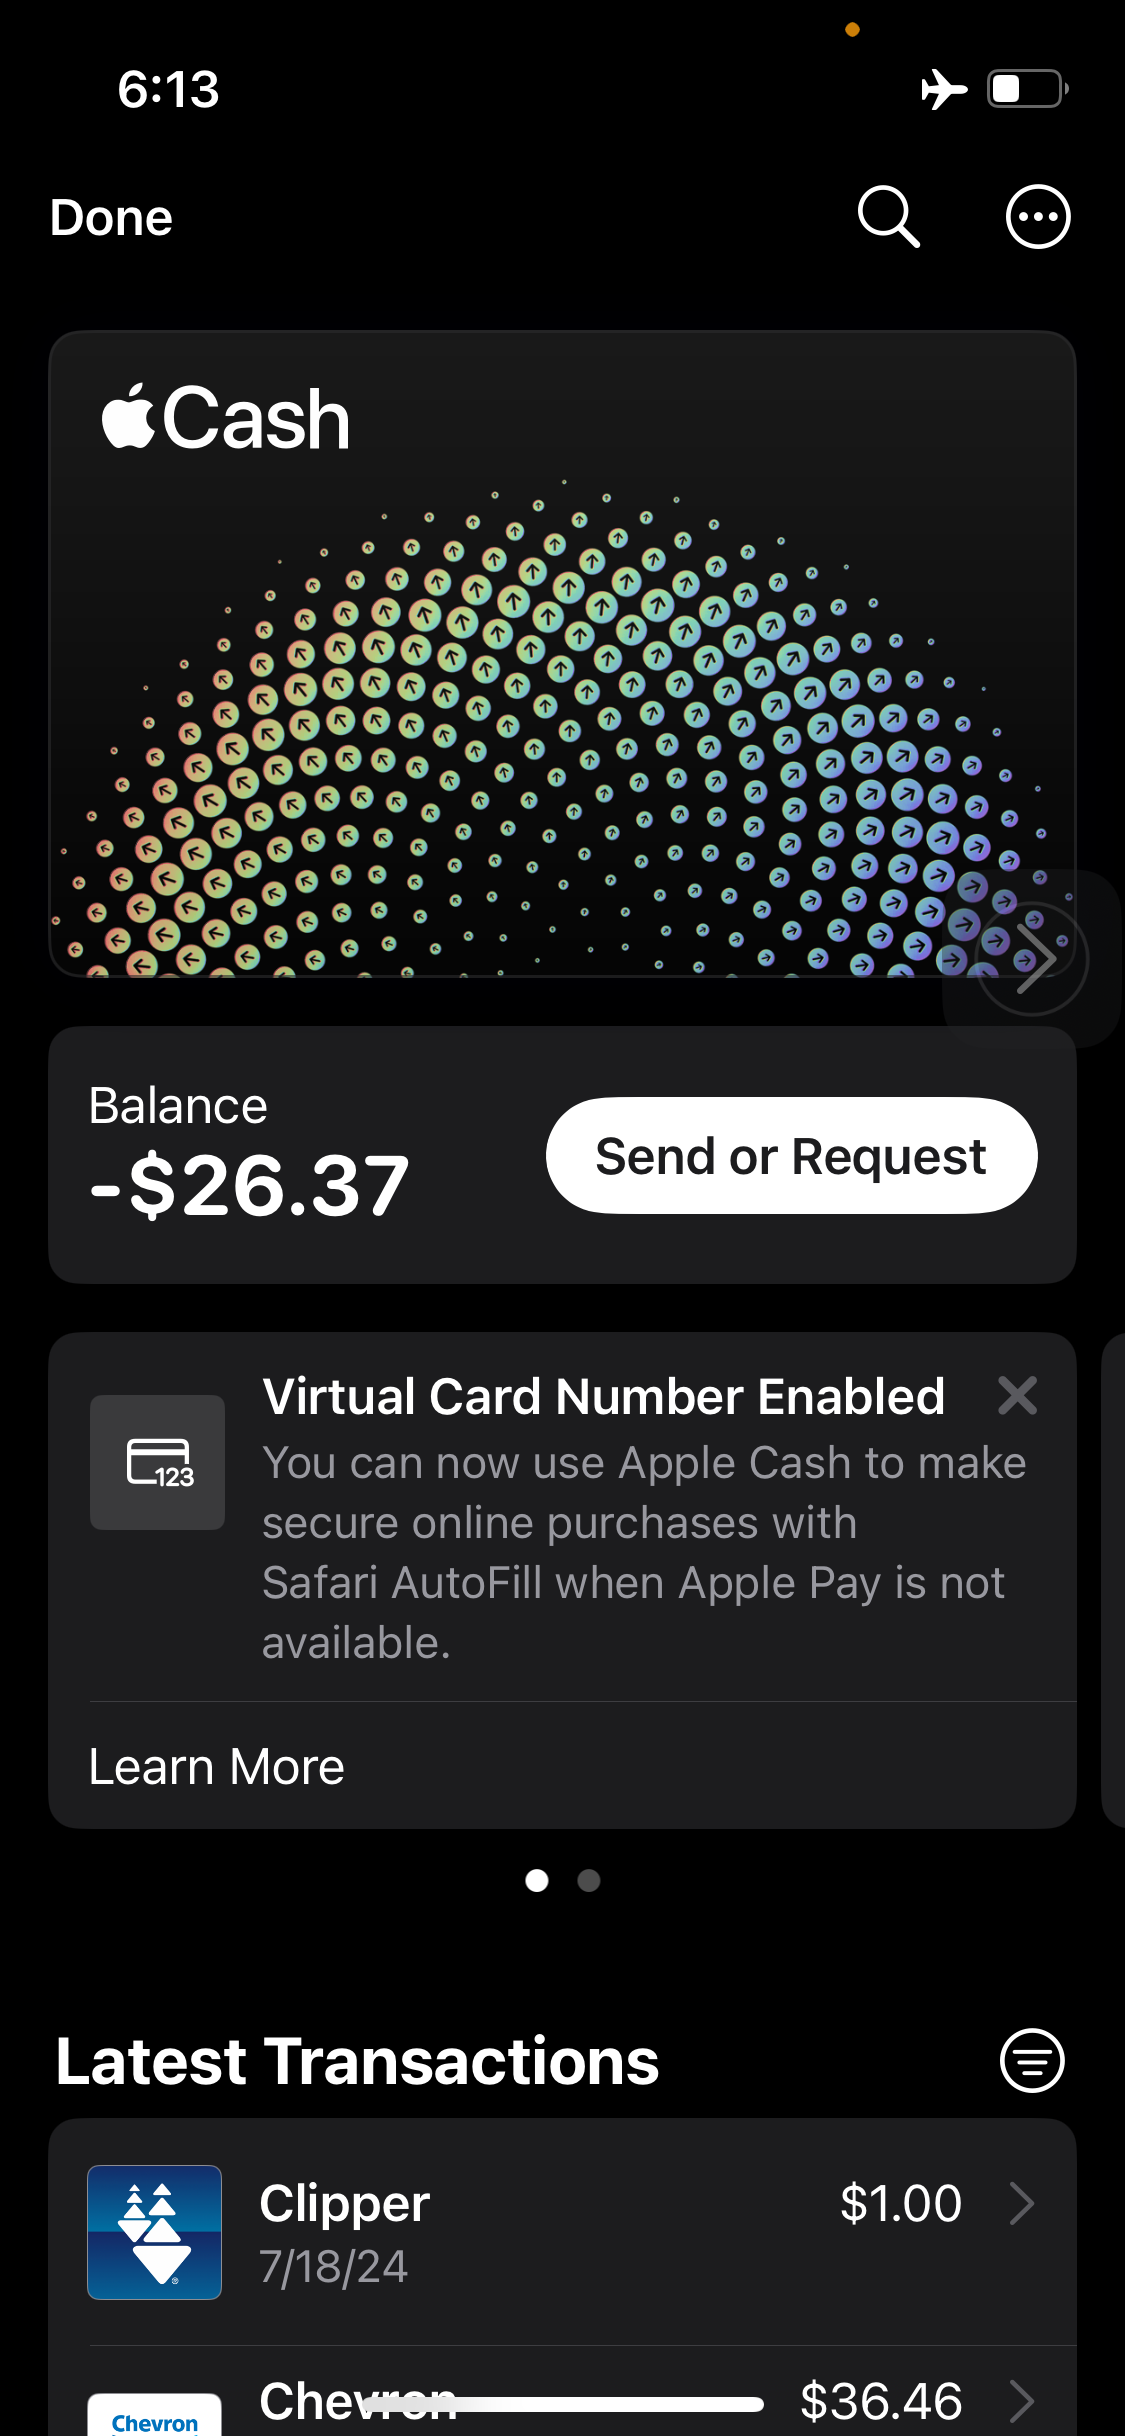 6:13
Done
Cash
Balance
-$26.37
Send or Request
Virtual Card Number Enabled
You can now use Apple Cash to make
secure online purchases with
Safari AutoFill when Apple Pay is not
available.
123
Learn More
Latest Transactions
Clipper
$1.00
7/18/24
®
Chevron
$36.46
Chevron